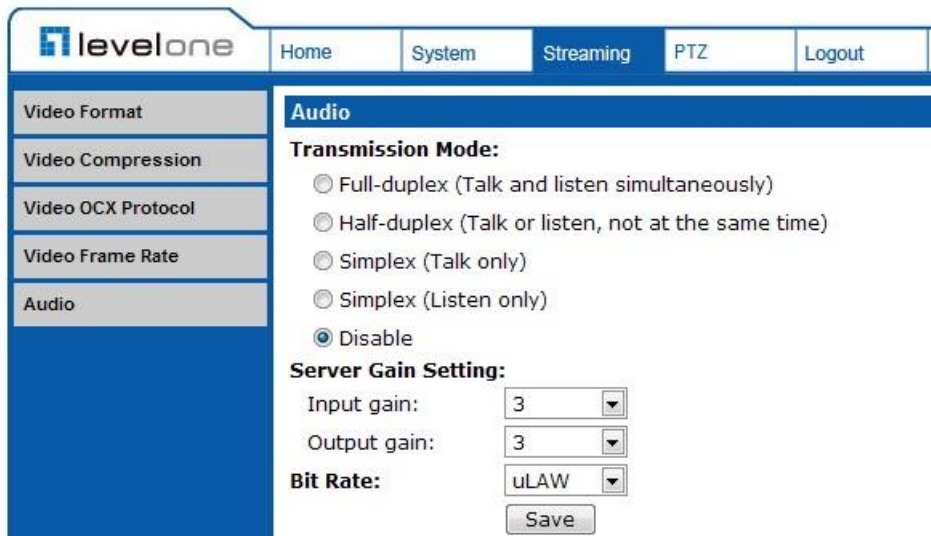 levelone
Home System Streaming PTZ Logout
Video Format
Video Compression
Video OCX Protocol
Video Frame Rate
Audio
Audio
Transmission Mode:
Full-duplex (Talk and listen simultaneously)
Half-duplex (Talk or listen, not at the same time)
Simplex (Talk only)
Simplex (Listen only)
Disable
Server Gain Setting:
Input gain: 3
Output gain: 3
Bit Rate: uLAW
Save